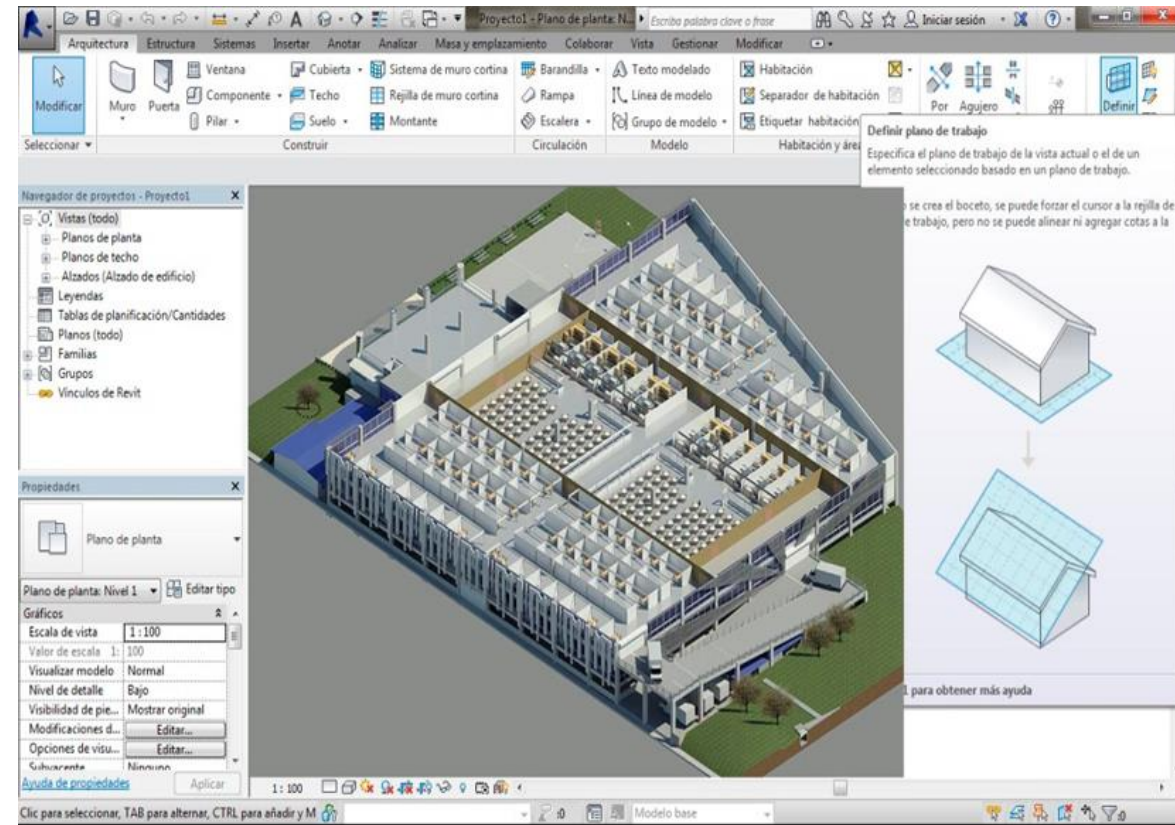 Proyecto1 - Plano de planta: N...
Escriba palabra clave o frase
Iniciar sesión
Arquitectura Estructura Sistemas Insertar Anotar Analizar Masa y emplazamiento Colaborar Vista Gestionar Modificar
Modificar
Muro
Puerta
Ventana
Componente
Pilar
Cubierta
Techo
Suelo
Sistema de muro cortina
Rejilla de muro cortina
Montante
Barandilla
Rampa
Escalera
Texto modelado
Línea de modelo
Grupo de modelo
Habitación
Separador de habitación
Etiquetar habitación
Por
Agujero
Definir
Seleccionar
Construir
Circulación
Modelo
Habitación y área
Definir plano de trabajo
Especifica el plano de trabajo de la vista actual o el de un
elemento seleccionado basado en un plano de trabajo.
se crea el boceto, se puede forzar el cursor a la rejilla de
e trabajo, pero no se puede alinear ni agregar cotas a la
1 para obtener más ayuda
Navegador de proyectos - Proyecto1
Vistas (todo)
Planos de planta
Planos de techo
Alzados (Alzado de edificio)
Leyendas
Tablas de planificación/Cantidades
Planos (todo)
Familias
Grupos
Vínculos de Revit
Propiedades
Plano de planta
Plano de planta: Nivel 1
Editar tipo
Gráficos
Escala de vista 1 : 100
Valor de escala 1: 100
Visualizar modelo Normal
Nivel de detalle Bajo
Visibilidad de pie... Mostrar original
Modificaciones d... Editar...
Opciones de visu... Editar...
Subyacente Ninguno
Ayuda de propiedades
Aplicar
1 : 100
Clic para seleccionar, TAB para alternar, CTRL para añadir y M
:0
Modelo base
:0